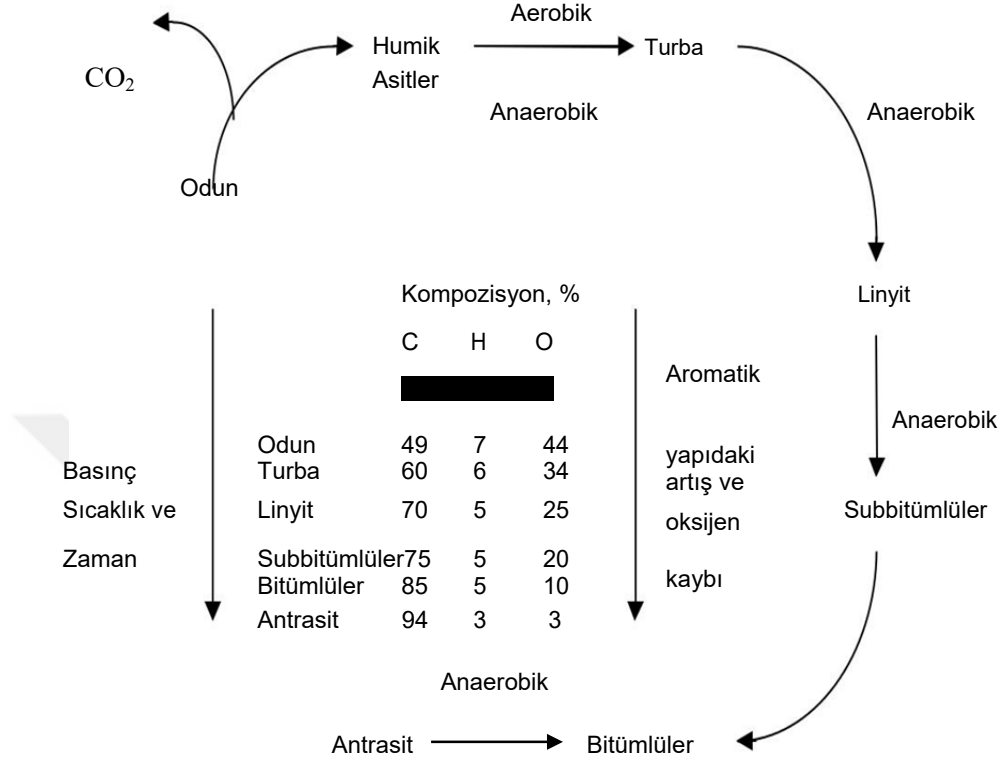 Aerobik
Humik
Asitler
Turba
CO₂
Anaerobik
Anaerobik
Odun
Kompozisyon, %
Linyit
C H O
Aromatik
Anaerobik
Odun 49 7 44
Turba 60 6 34
Linyit 70 5 25
Subbitümlüler75 5 20
Bitümlüler 85 5 10
Antrasit 94 3 3
Basınç
Sıcaklık ve
Zaman
yapıdaki
artış ve
oksijen
kaybı
Subbitümlüler
Anaerobik
Antrasit
Bitümlüler